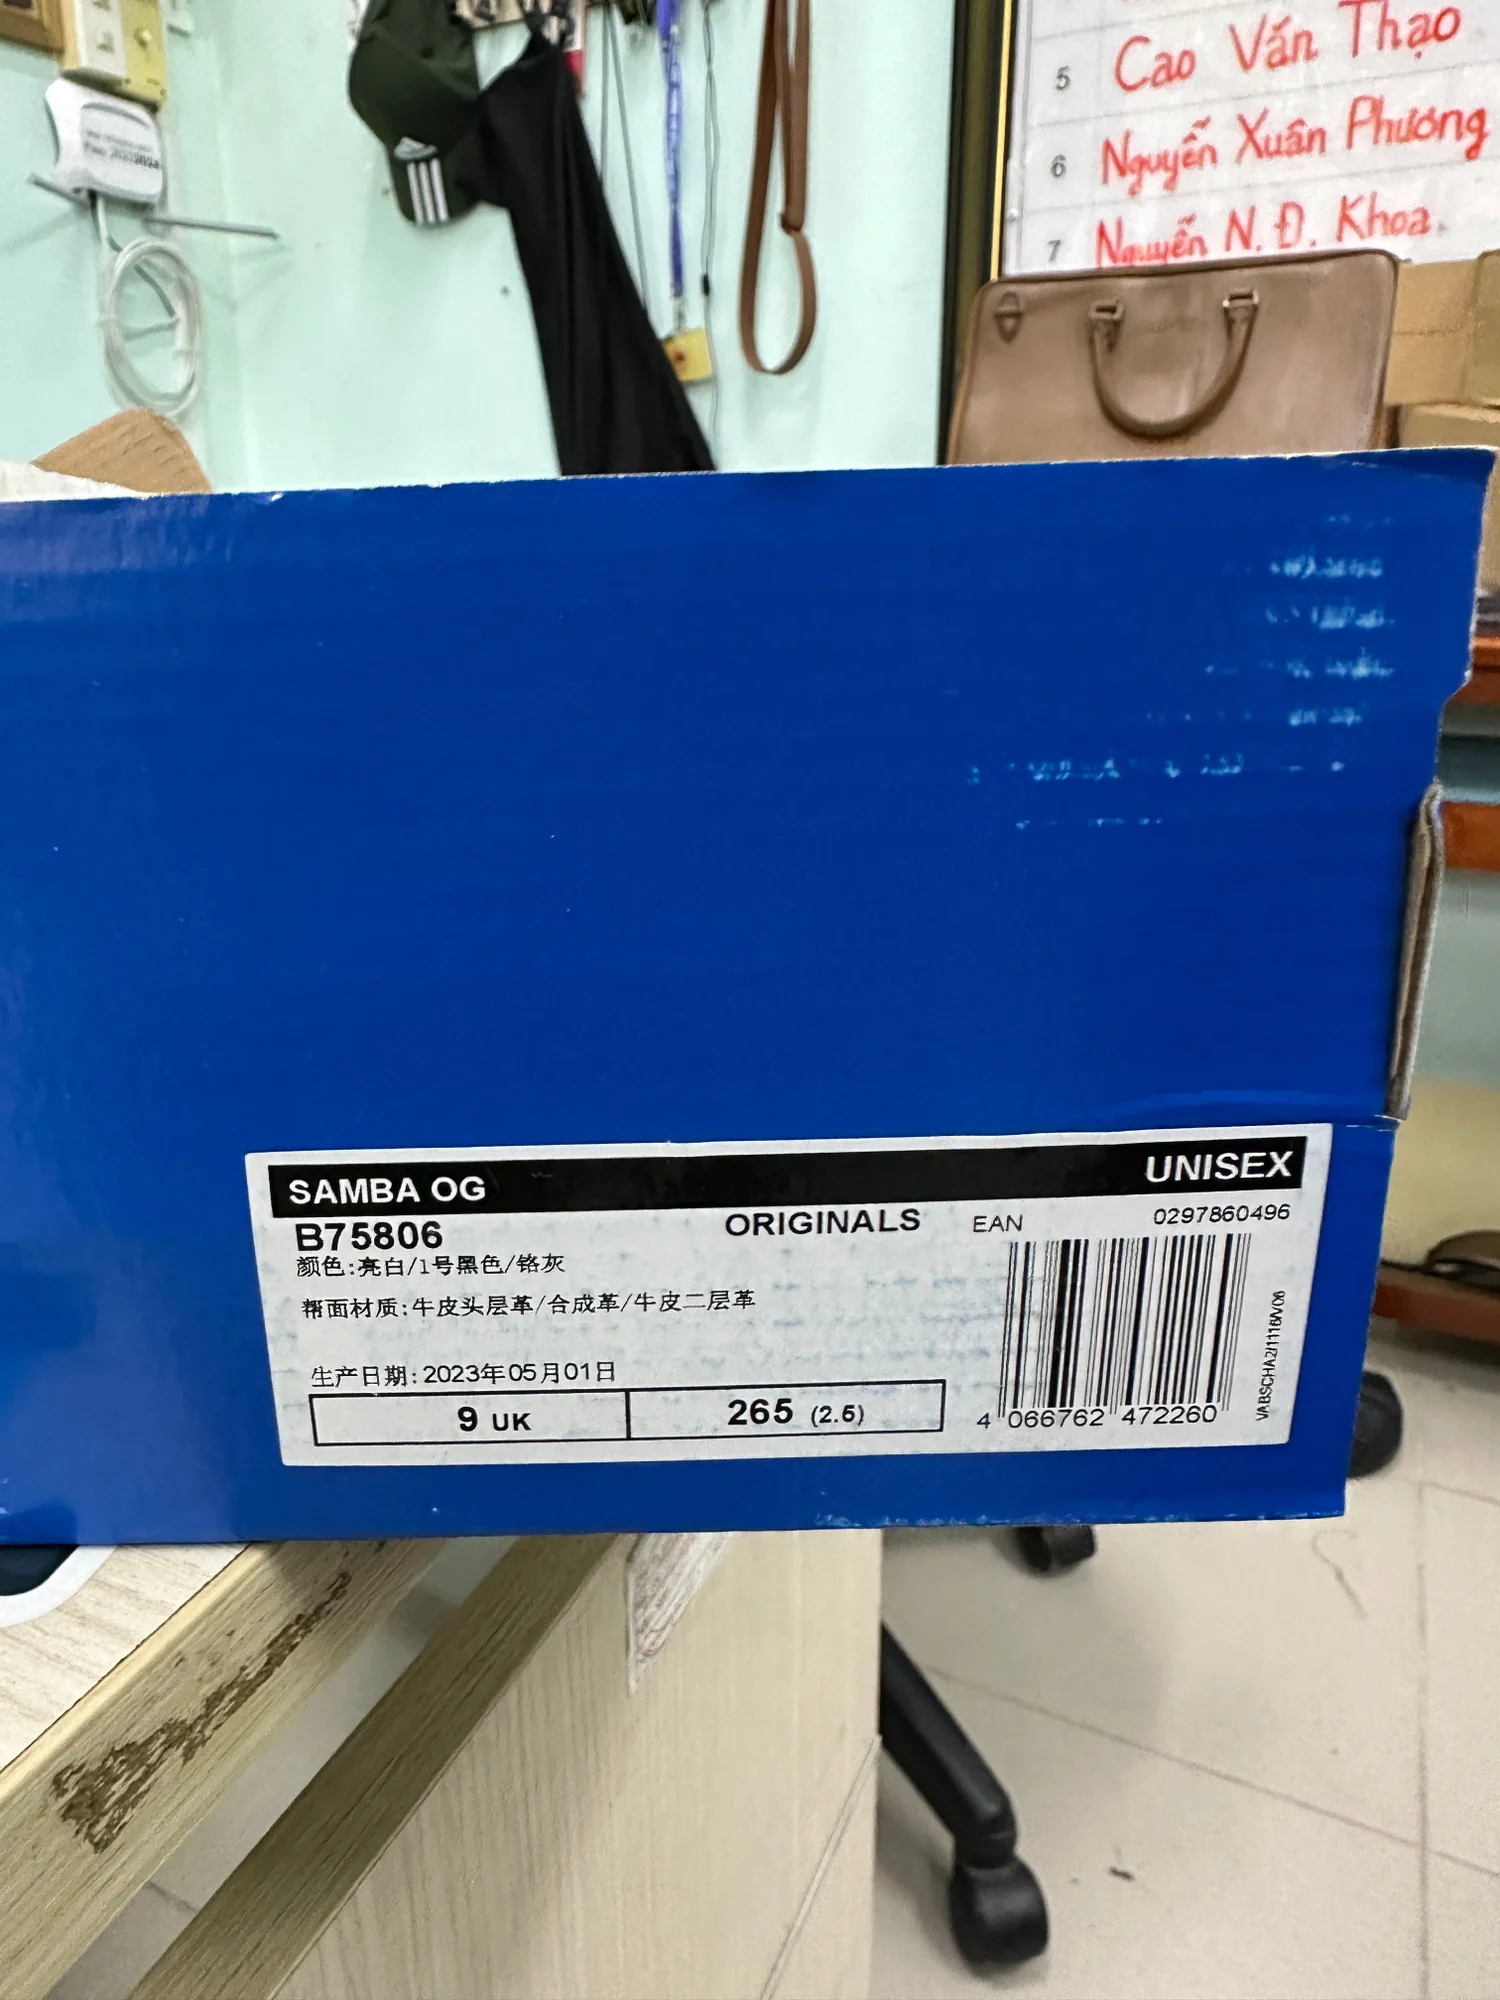 5 Cao Văn Thạo
6 Nguyễn Xuân Phương
7 Nguyễn N. Đ. Khoa.
SAMBA OG
UNISEX
B75806
ORIGINALS
EAN
0297860496
颜色:亮白/1号黑色/铬灰
帮面材质:牛皮头层革/合成革/牛皮二层革
生产日期:2023年05月01日
9 UK
265 (2.5)
4 066762 472260
VABSCHA2/1116/V/06